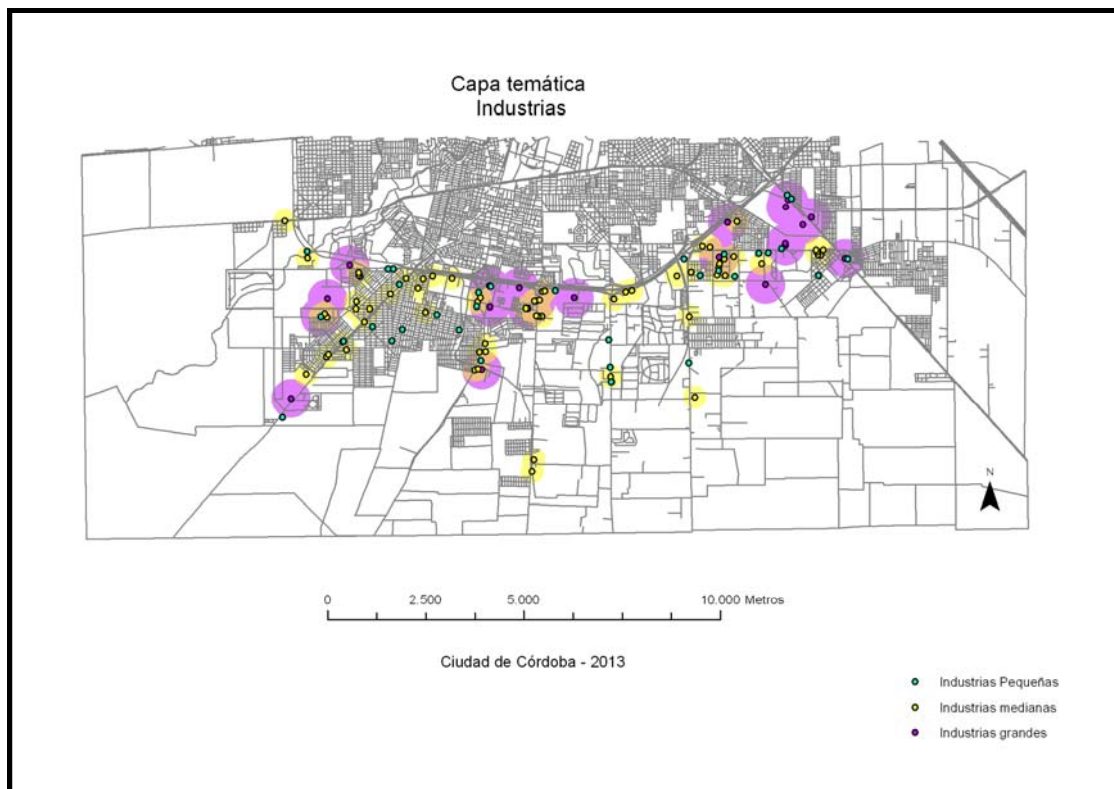 Capa temática
Industrias
N
0 2.500 5.000 10.000 Metros
Ciudad de Córdoba - 2013
Industrias Pequeñas
Industrias medianas
Industrias grandes